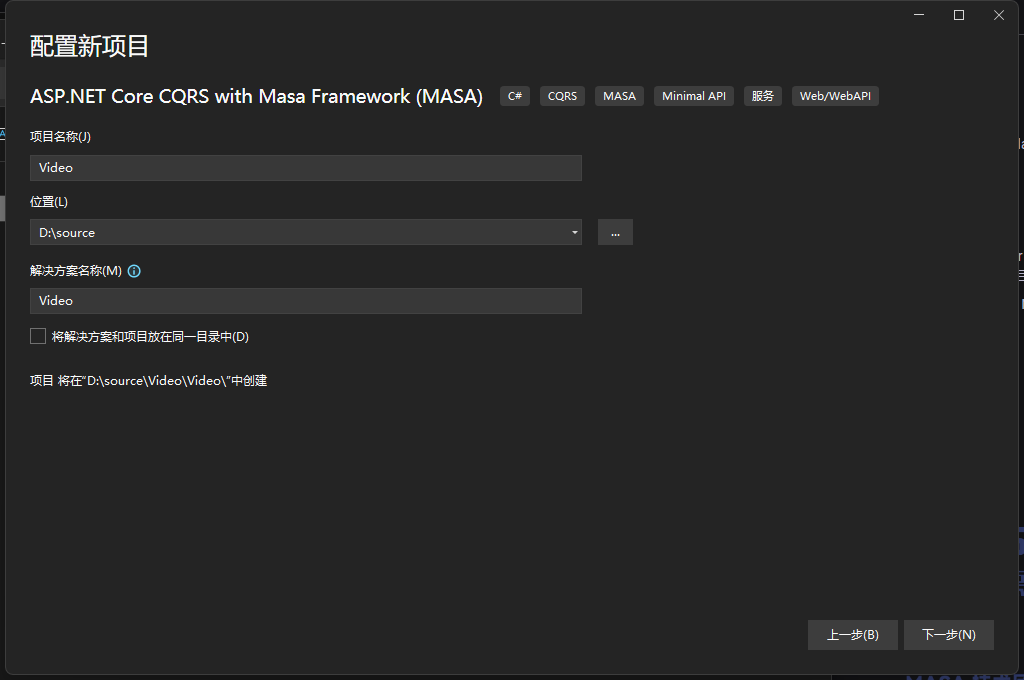 配置新项目
ASP.NET Core CQRS with Masa Framework (MASA) C# CQRS MASA Minimal API 服务 Web/WebAPI
项目名称(J)
Video
位置(L)
D:\source ...
解决方案名称(M)
Video
将解决方案和项目放在同一目录中(D)
项目 将在“D:\source\Video\Video\”中创建
上一步(B) 下一步(N)